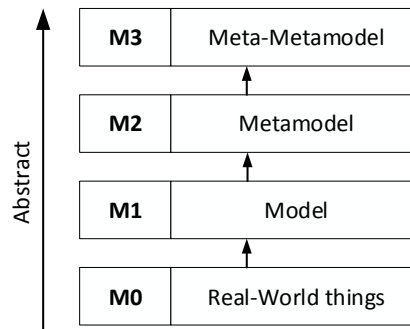 M3 Meta-Metamodel
M2 Metamodel
M1 Model
M0 Real-World things
Abstract